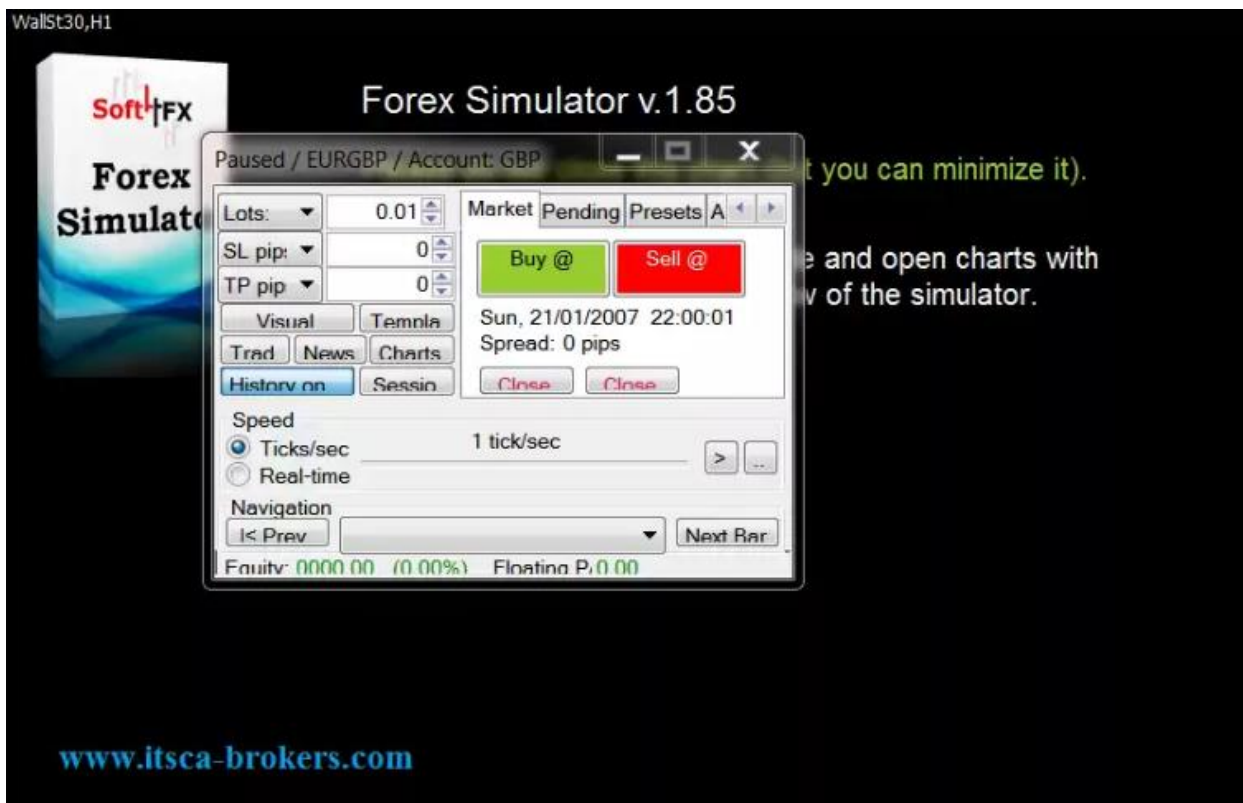 WallSt30,H1
Soft FX
Forex Simulator v.1.85
Forex
Simulato
Paused / EURGBP / Account: GBP
t you can minimize it).
e and open charts with
w of the simulator.
Lots: 0.01
SL pip: 0
TP pip 0
Visual Templa
Trad News Charts
History on Sessio
Market Pending Presets A
Buy @ Sell @
Sun, 21/01/2007 22:00:01
Spread: 0 pips
Close Close
Speed
Ticks/sec 1 tick/sec > ..
Real-time
Navigation
|< Prev Next Bar
Equity: 0000.00 (0.00%) Floating P/ 0.00
www.itsca-brokers.com